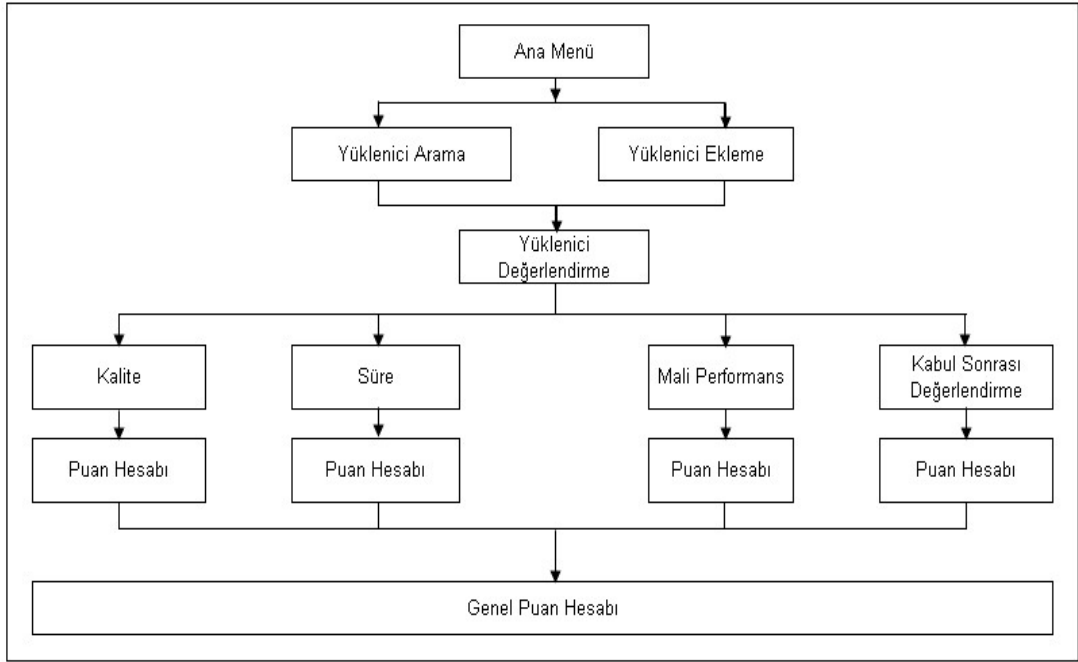 Ana Menü
Yüklenici Arama
Yüklenici Ekleme
Yüklenici
Değerlendirme
Kalite
Süre
Mali Performans
Kabul Sonrası
Değerlendirme
Puan Hesabı
Puan Hesabı
Puan Hesabı
Puan Hesabı
Genel Puan Hesabı